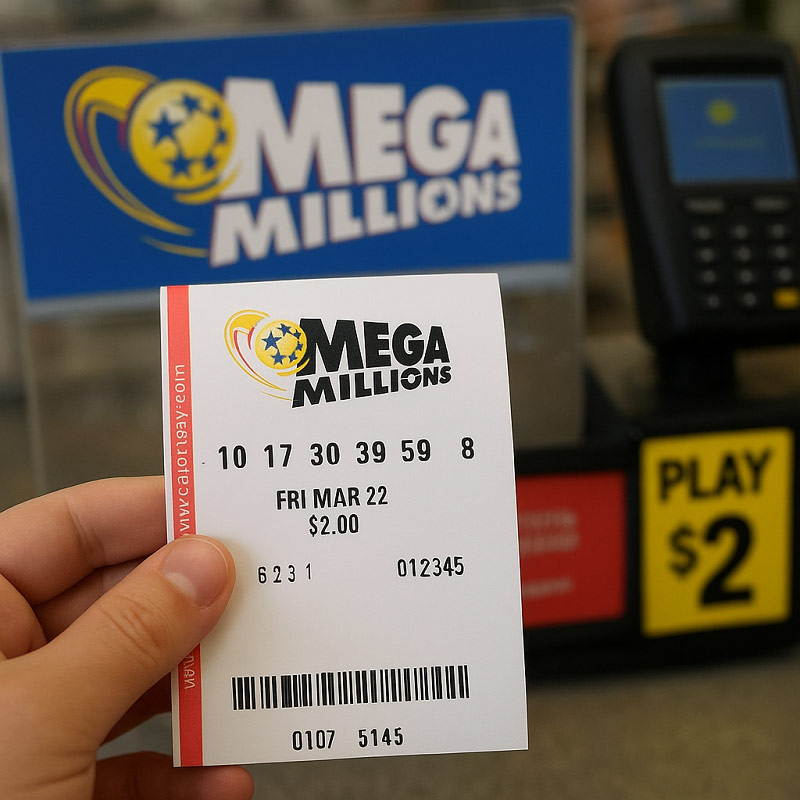 MEGA
MILLIONS
MEGA
MILLIONS
10 17 30 39 59 8
FRI MAR 22
$2.00
6231 012345
0107 5145
PLAY
$2